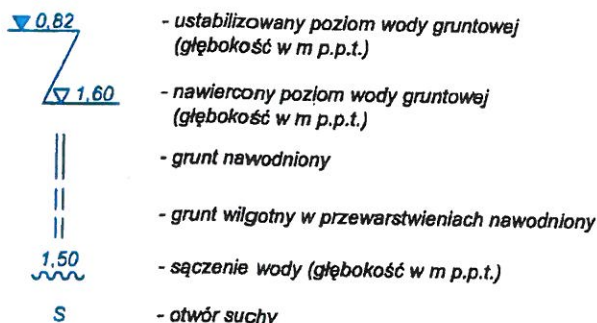 0,82 - ustabilizowany poziom wody gruntowej
(głębokość w m p.p.t.)
1,60 - nawiercony poziom wody gruntowej
(głębokość w m p.p.t.)
- grunt nawodniony
- grunt wilgotny w przewarstwieniach nawodniony
1,50 - sączenie wody (głębokość w m p.p.t.)
S - otwór suchy